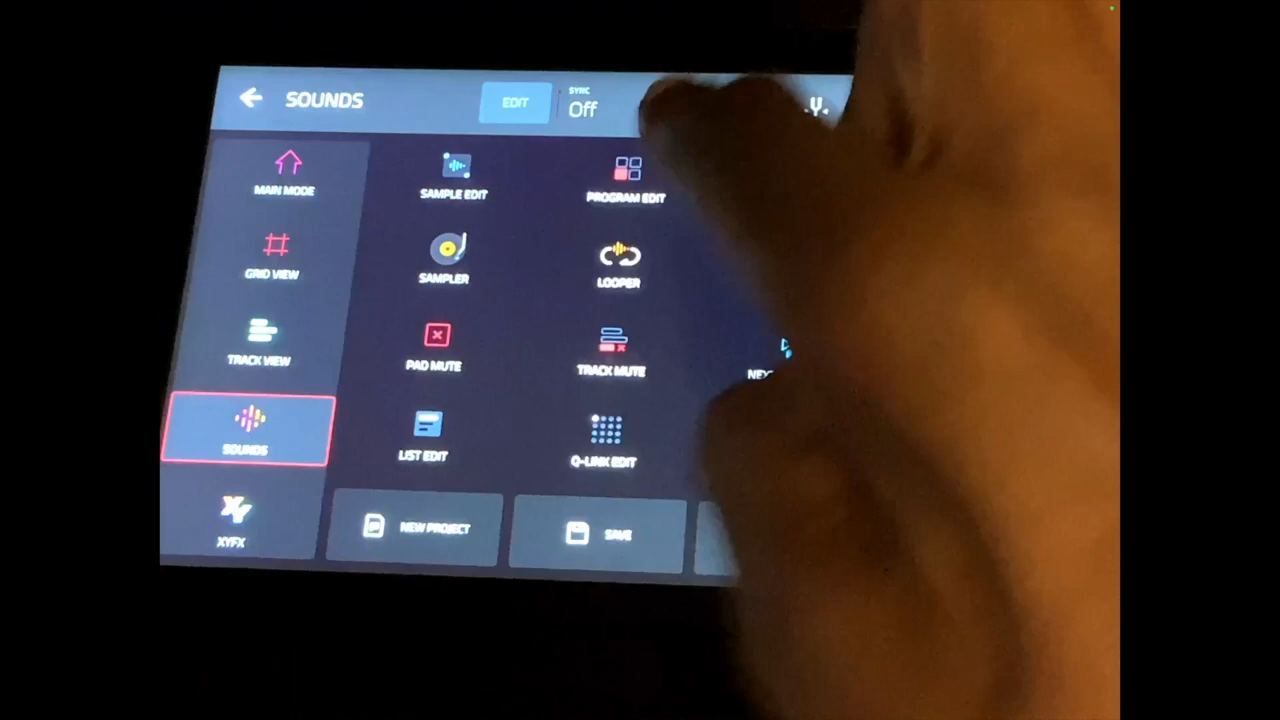 SOUNDS
EDIT
SYNC
Off
MAIN MODE
SAMPLE EDIT
PROGRAM EDIT
GRID VIEW
SAMPLER
LOOPER
TRACK VIEW
PAD MUTE
TRACK MUTE
SOUNDS
LIST EDIT
Q-LINK EDIT
XYFX
NEW PROJECT
SAVE